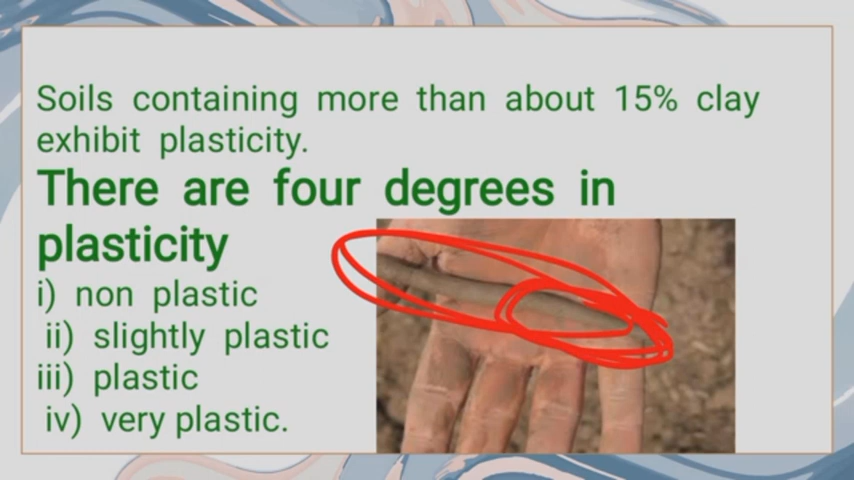 Soils containing more than about 15% clay
exhibit plasticity.
There are four degrees in
plasticity
i) non plastic
ii) slightly plastic
iii) plastic
iv) very plastic.